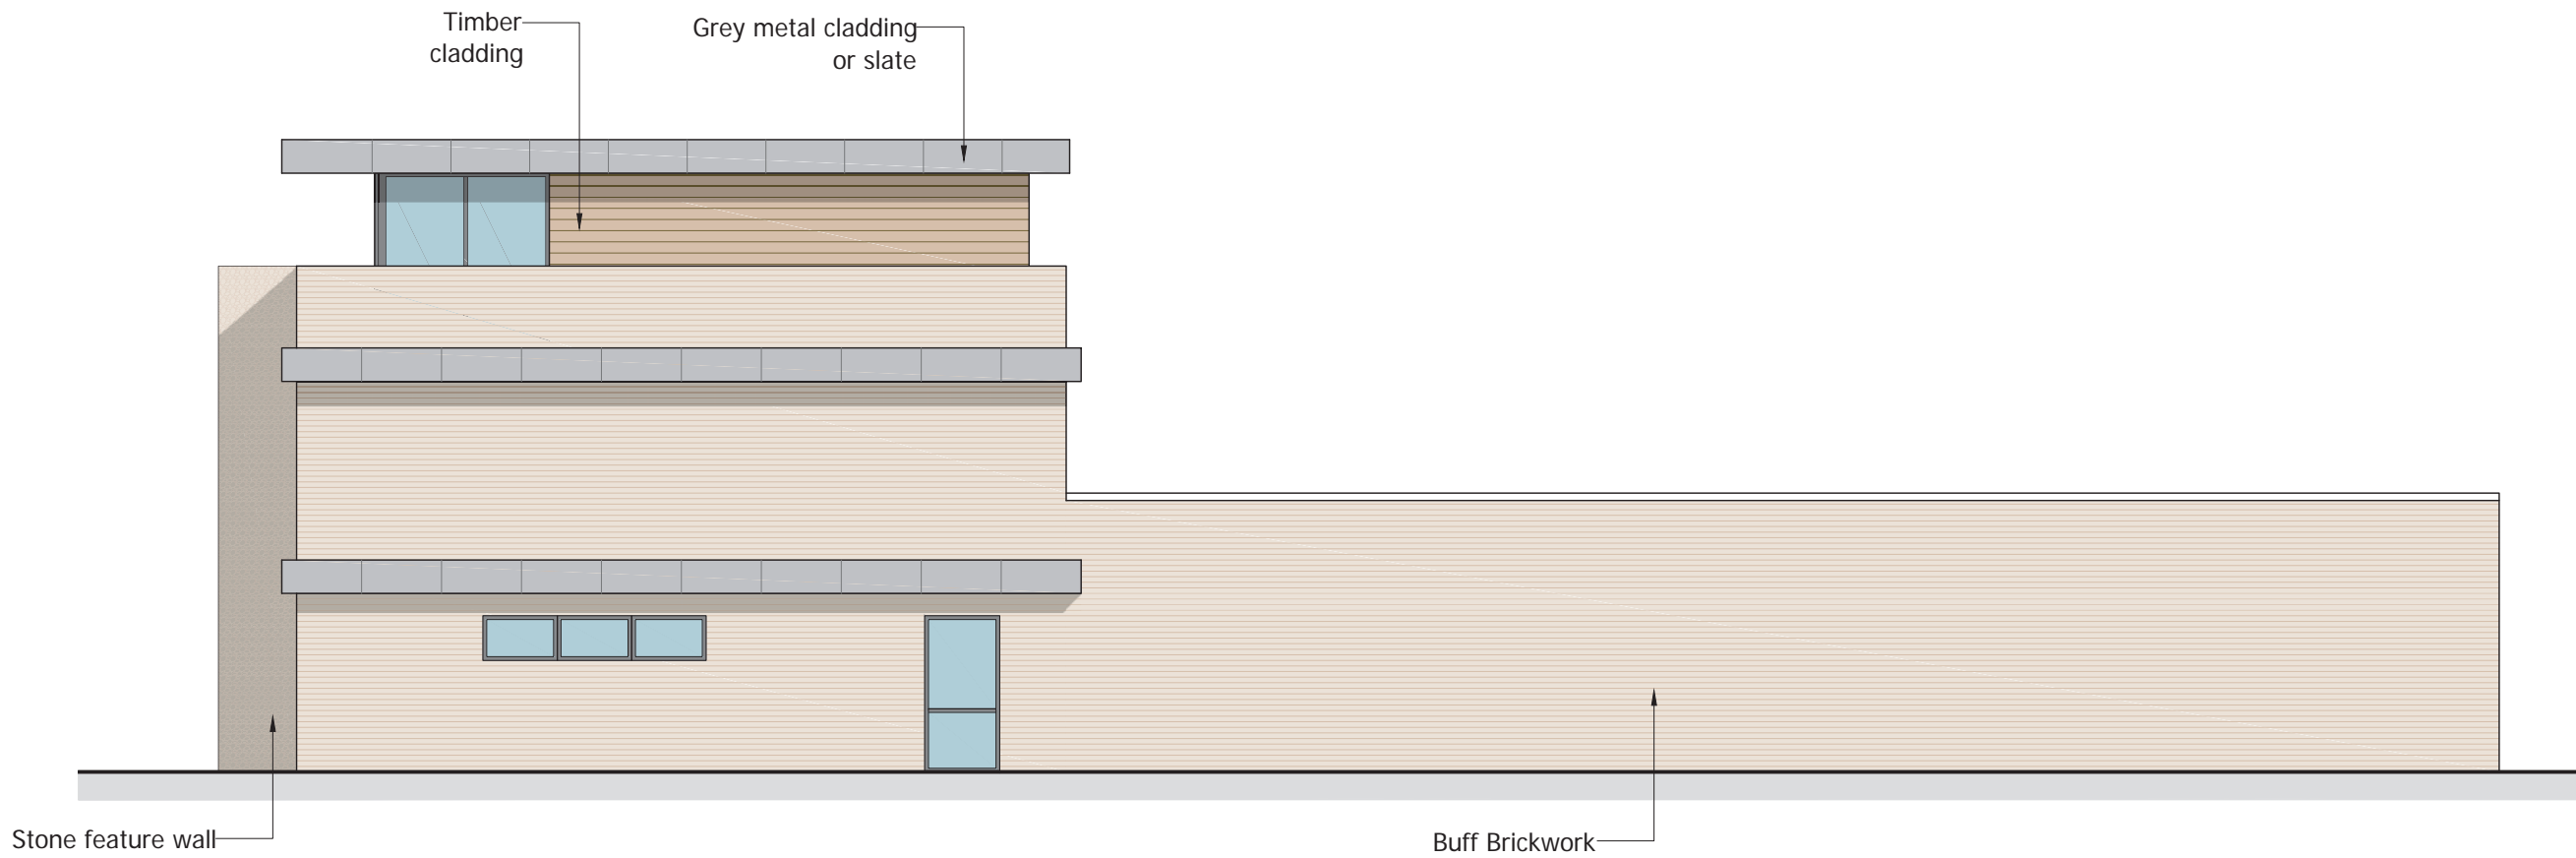 Timber
cladding
Grey metal cladding
or slate
Stone feature wall
Buff Brickwork